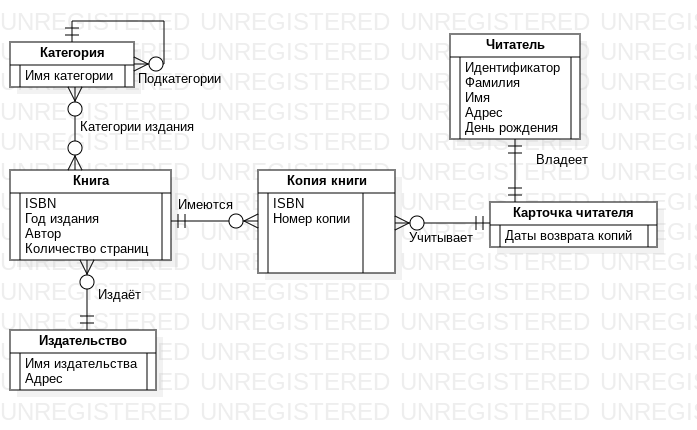 Категория
Имя категории
Подкатегории
Категории издания
Читатель
Идентификатор
Фамилия
Имя
Адрес
День рождения
Владеет
Книга
ISBN
Год издания
Автор
Количество страниц
Имеются
Копия книги
ISBN
Номер копии
Учитывает
Карточка читателя
Даты возврата копий
Издаёт
Издательство
Имя издательства
Адрес
UNREGISTERED